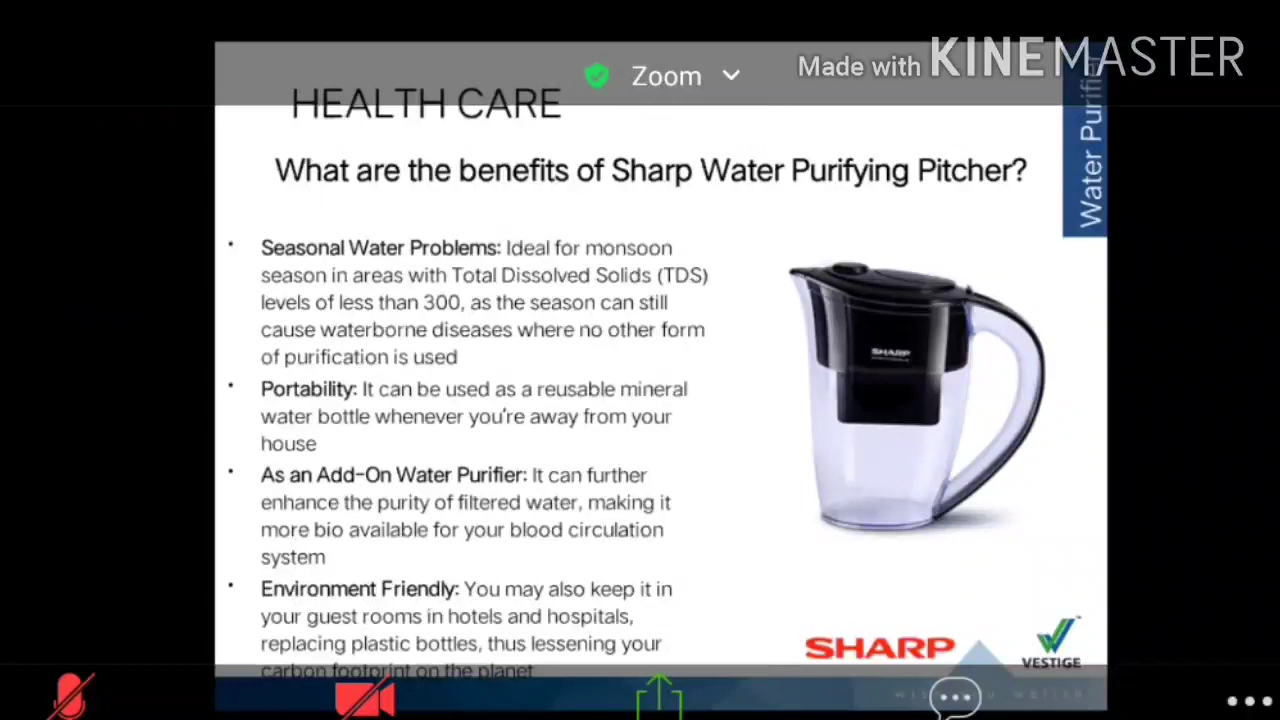 Zoom
Made with KINEMASTER
HEALTH CARE
Water Purifier
What are the benefits of Sharp Water Purifying Pitcher?
• Seasonal Water Problems: Ideal for monsoon
season in areas with Total Dissolved Solids (TDS)
levels of less than 300, as the season can still
cause waterborne diseases where no other form
of purification is used
• Portability: It can be used as a reusable mineral
water bottle whenever you're away from your
house
• As an Add-On Water Purifier: It can further
enhance the purity of filtered water, making it
more bio available for your blood circulation
system
• Environment Friendly: You may also keep it in
your guest rooms in hotels and hospitals,
replacing plastic bottles, thus lessening your
carbon footprint on the planet
SHARP
SHARP
VESTIGE